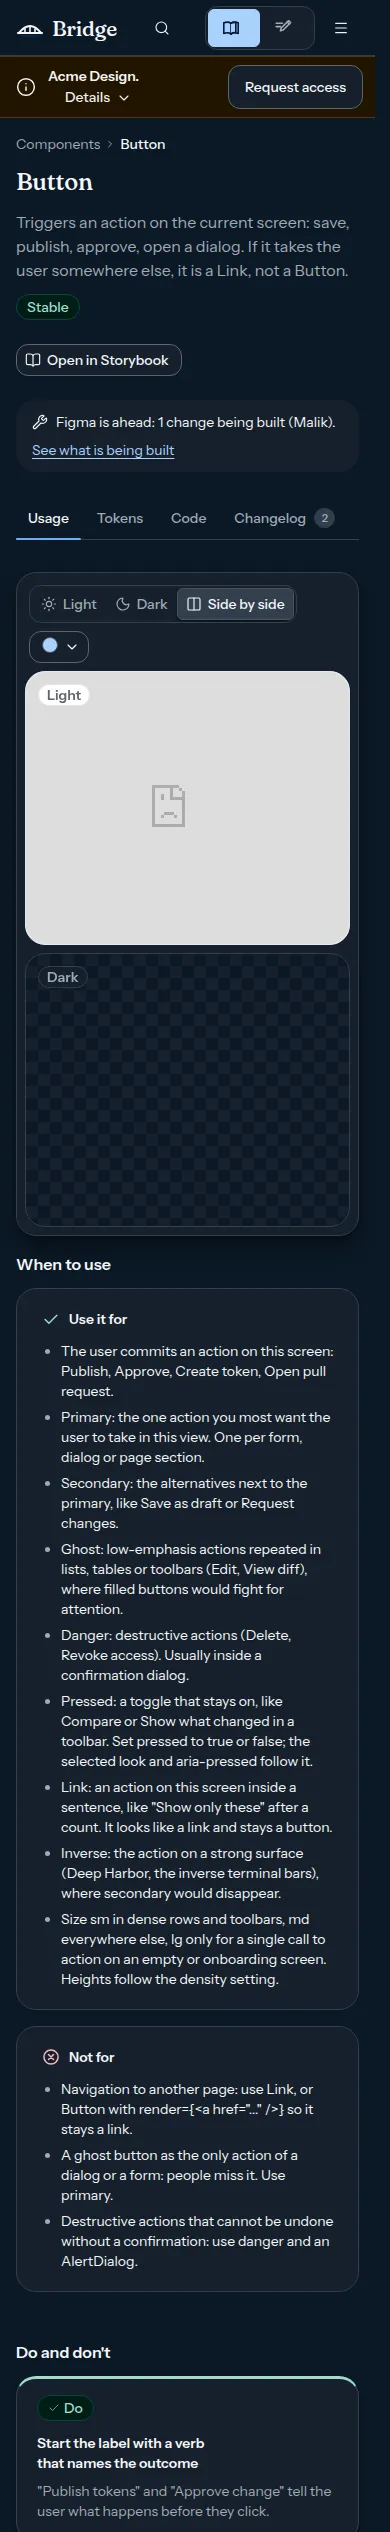 Bridge
Acme Design.
Details
Request access
Components > Button
Button
Triggers an action on the current screen: save,
publish, approve, open a dialog. If it takes the
user somewhere else, it is a Link, not a Button.
Stable
Open in Storybook
Figma is ahead: 1 change being built (Malik).
See what is being built
Usage Tokens Code Changelog 2
Light Dark Side by side
Light
Dark
When to use
Use it for
• The user commits an action on this screen:
Publish, Approve, Create token, Open pull
request.
• Primary: the one action you most want the
user to take in this view. One per form,
dialog or page section.
• Secondary: the alternatives next to the
primary, like Save as draft or Request
changes.
• Ghost: low-emphasis actions repeated in
lists, tables or toolbars (Edit, View diff),
where filled buttons would fight for
attention.
• Danger: destructive actions (Delete,
Revoke access). Usually inside a
confirmation dialog.
• Pressed: a toggle that stays on, like
Compare or Show what changed in a
toolbar. Set pressed to true or false; the
selected look and aria-pressed follow it.
• Link: an action on this screen inside a
sentence, like "Show only these" after a
count. It looks like a link and stays a button.
• Inverse: the action on a strong surface
(Deep Harbor, the inverse terminal bars),
where secondary would disappear.
• Size sm in dense rows and toolbars, md
everywhere else, lg only for a single call to
action on an empty or onboarding screen.
Heights follow the density setting.
Not for
• Navigation to another page: use Link, or
Button with render={<a href="..." />} so it
stays a link.
• A ghost button as the only action of a
dialog or a form: people miss it. Use
primary.
• Destructive actions that cannot be undone
without a confirmation: use danger and an
AlertDialog.
Do and don't
Do
Start the label with a verb
that names the outcome
"Publish tokens" and "Approve change" tell the
user what happens before they click.